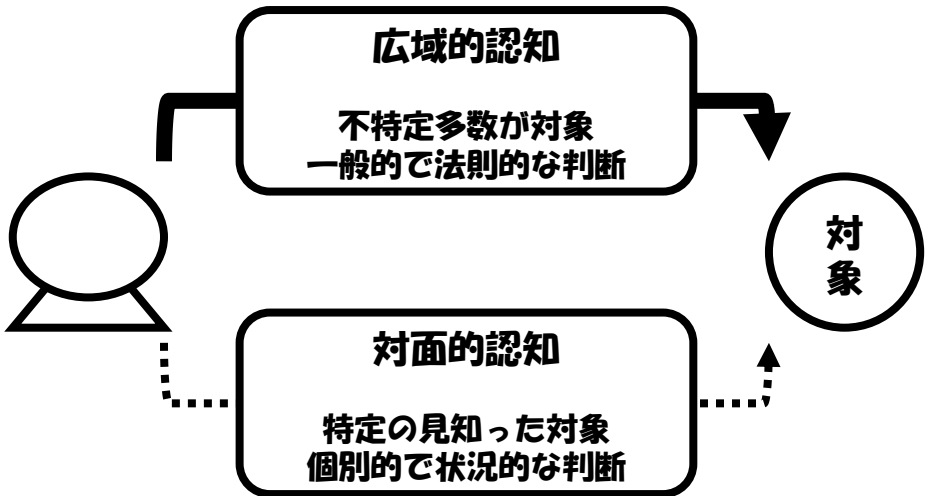 広域的認知
不特定多数が対象
一般的で法則的な判断
対
象
対面的認知
特定の見知った対象
個別的で状況的な判断